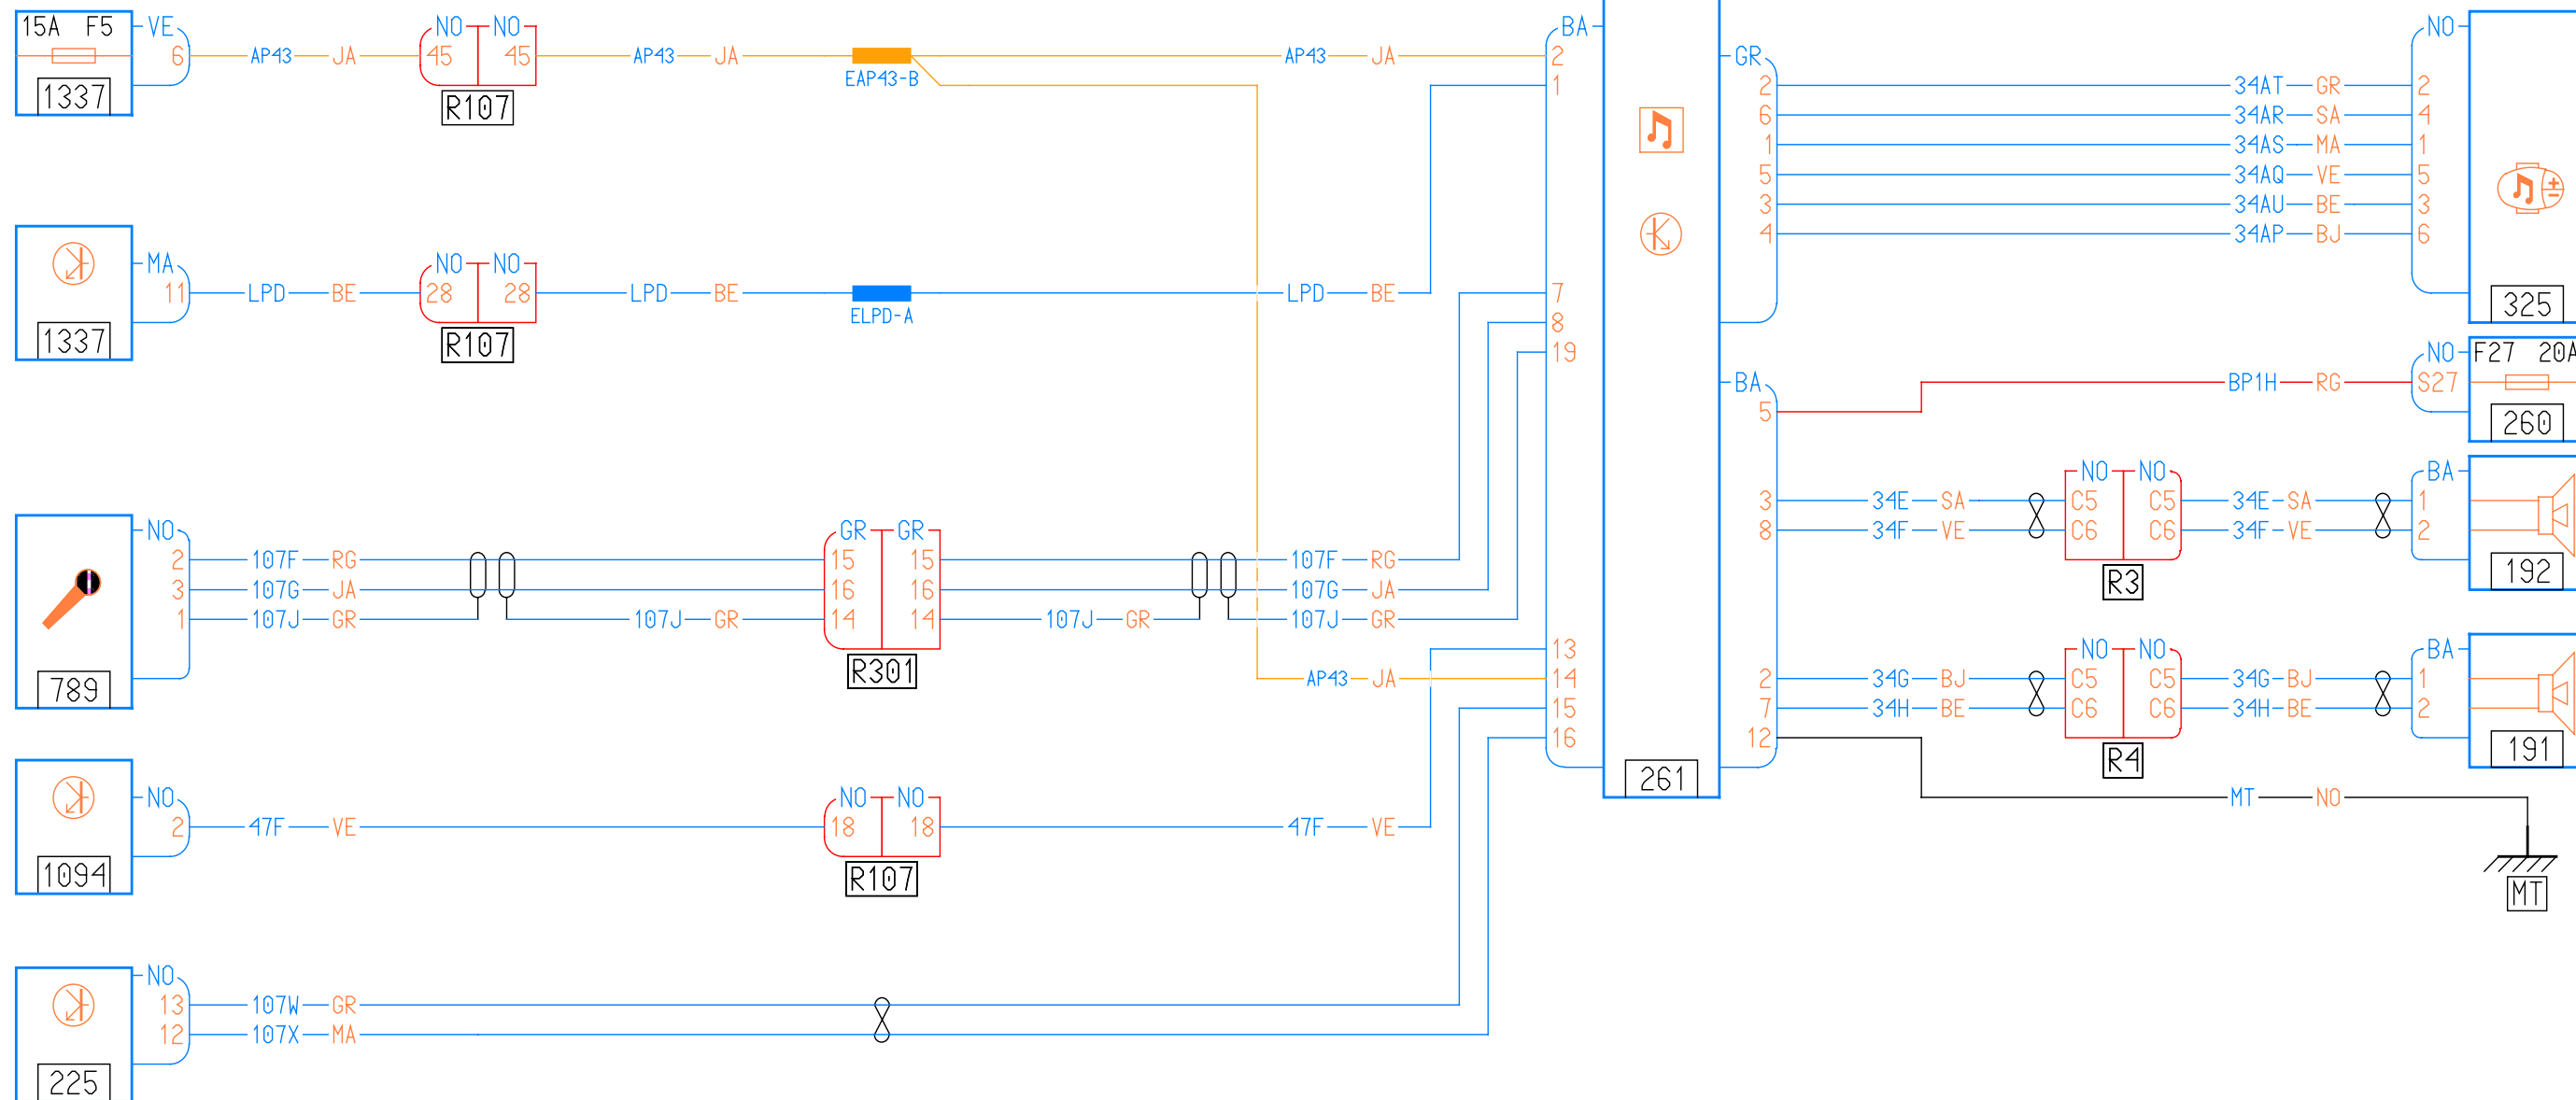 15A F5 VE NO NO BA NO
6 AP43 JA 45 45 AP43 JA AP43 JA 2 GR
EAP43-B
1337 R107 1 2 34AT GR 2
6 34AR SA 4
1 34AS MA 1
5 34AQ VE 5
3 34AU BE 3
4 34AP BJ 6
MA NO NO
11 LPD BE 28 28 LPD BE LPD BE 7
ELPD-A 325
1337 R107 8
19 NO F27 20A
BA S27 BP1H RG
5 260
NO NO BA
3 34E SA C5 C5 34E SA 1
NO GR GR 8 34F VE C6 C6 34F VE 2
2 107F RG 15 15 107F RG
R3 192
3 107G JA 16 16 107G JA
1 107J GR 107J GR 14 14 107J GR 107J GR
R301 13 NO NO BA
789 AP43 JA 14 2 34G BJ C5 C5 34G BJ 1
15 7 34H BE C6 C6 34H BE 2
16 12 R4 191
261
NO NO NO MT NO
2 47F VE 18 18 47F VE
1094 R107 MT
NO
13 107W GR
12 107X MA
225